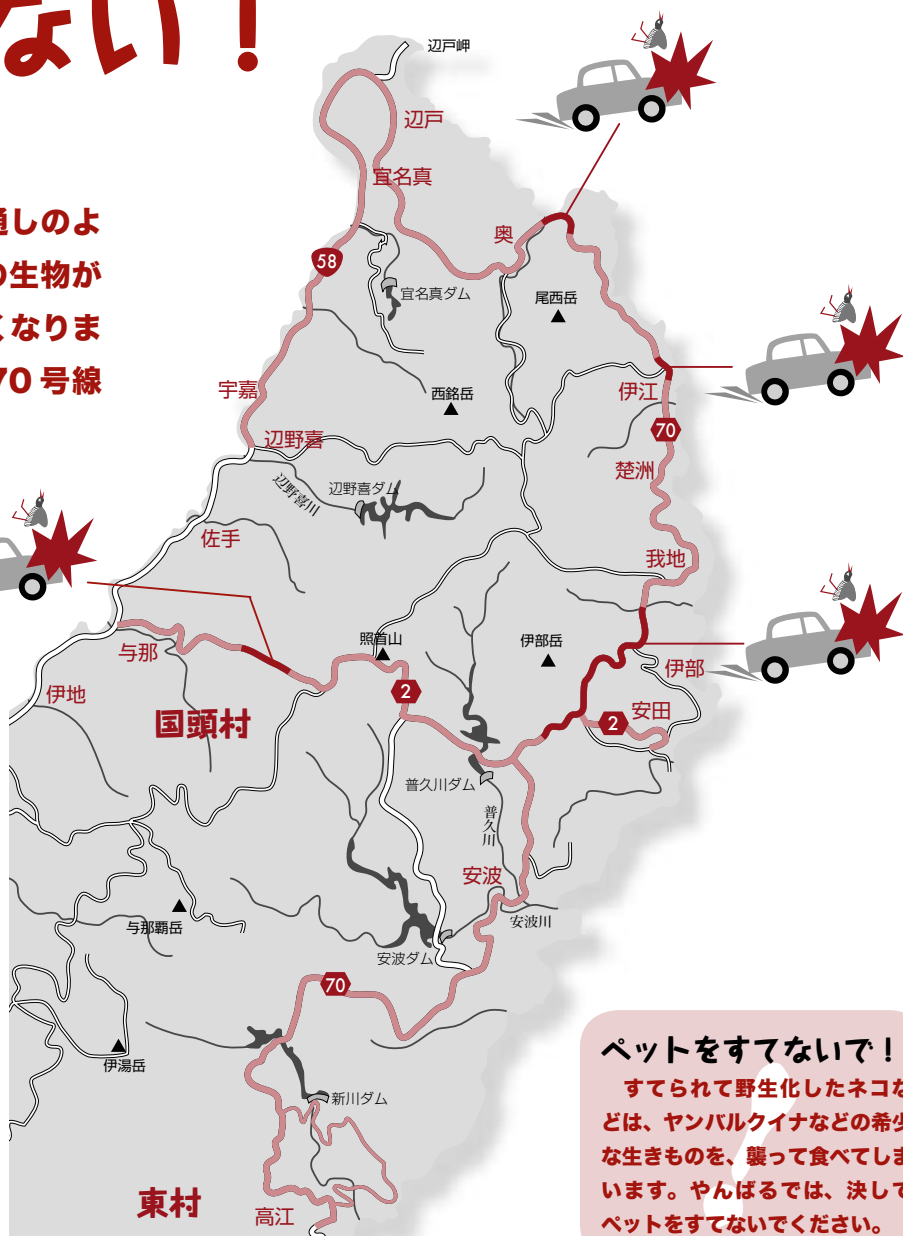 ない！
辺戸岬
辺戸
宜名真
通しのよ
の生物が
くなりま
70 号線
奥
58
宜名真ダム
尾西岳
宇嘉
西銘岳
伊江
70
辺野喜
楚洲
辺野喜ダム
辺野喜川
佐手
我地
与那
照首山
伊部岳
伊部
伊地
2
安田
2
国頭村
普久川ダム
普久川
安波
与那覇岳
安波川
安波ダム
70
伊湯岳
新川ダム
東村
高江
ペットをすてないで！
すてられて野生化したネコな
どは、ヤンバルクイナなどの希少
な生きものを、襲って食べてしま
います。やんばるでは、決して
ペットをすてないでください。